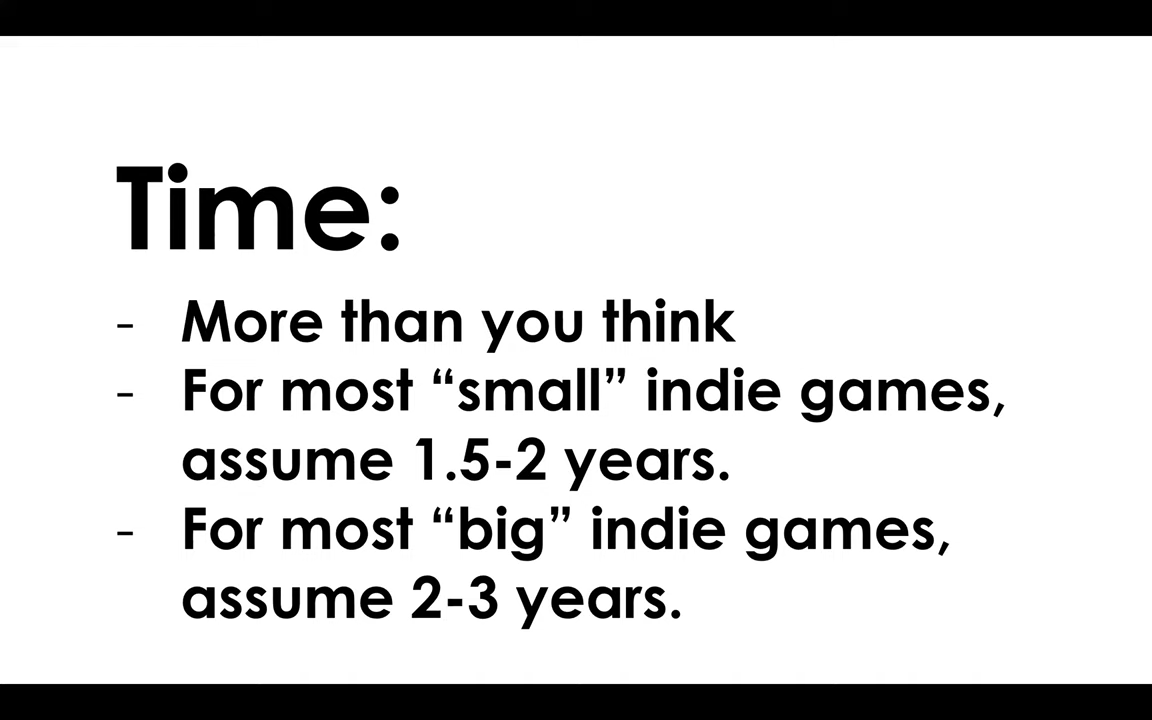 Time:
- More than you think
- For most “small” indie games,
assume 1.5-2 years.
- For most “big” indie games,
assume 2-3 years.